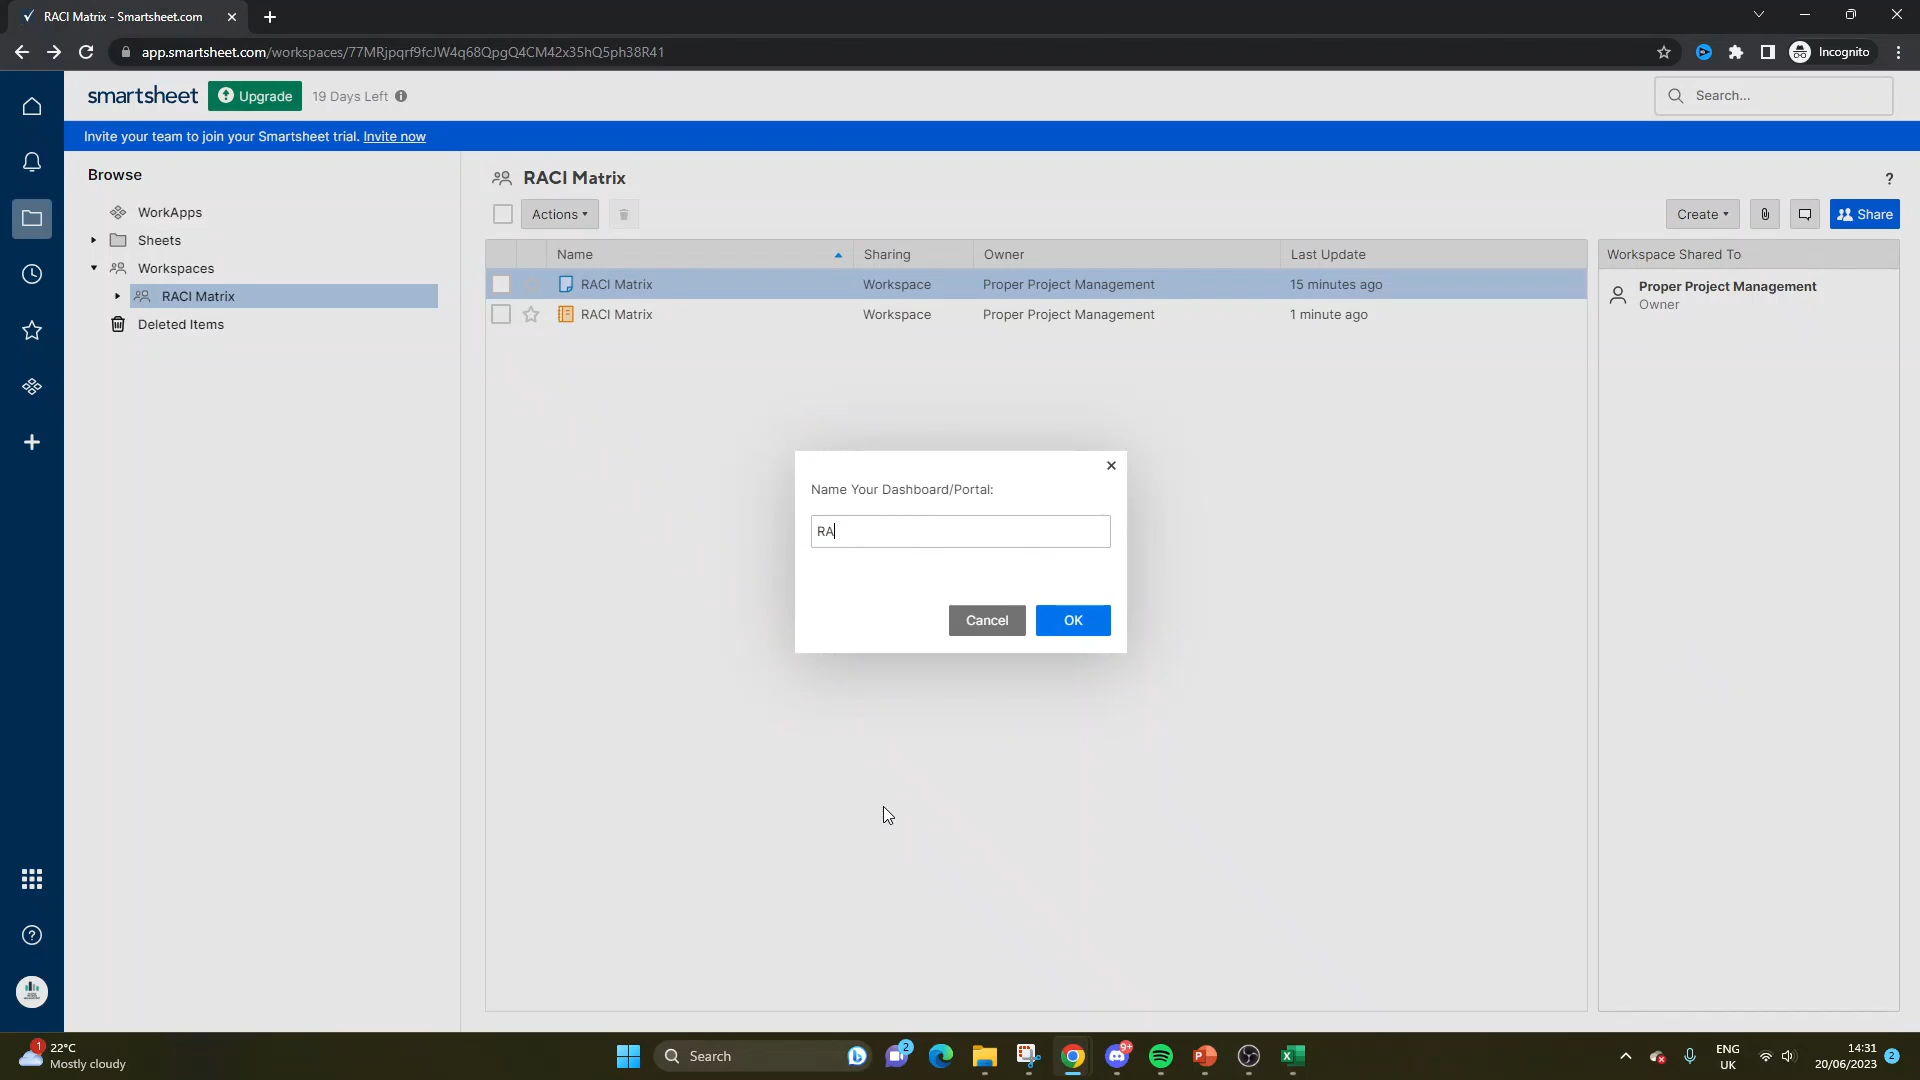 RACI Matrix - Smartsheet.com
app.smartsheet.com/workspaces/77MRjpqrf9fcJW4q68QpgQ4CM42x35hQ5ph38R41
Incognito
smartsheet
Upgrade
19 Days Left
Search...
Invite your team to join your Smartsheet trial. Invite now
Browse
WorkApps
Sheets
Workspaces
RACI Matrix
Deleted Items
RACI Matrix
?
Actions
Create
Share
Name
Sharing
Owner
Last Update
RACI Matrix
Workspace
Proper Project Management
15 minutes ago
RACI Matrix
Workspace
Proper Project Management
1 minute ago
Workspace Shared To
Proper Project Management
Owner
Name Your Dashboard/Portal:
RA
Cancel
OK
1
22°C
Mostly cloudy
Search
2
9+
ENG
UK
14:31
20/06/2023
2